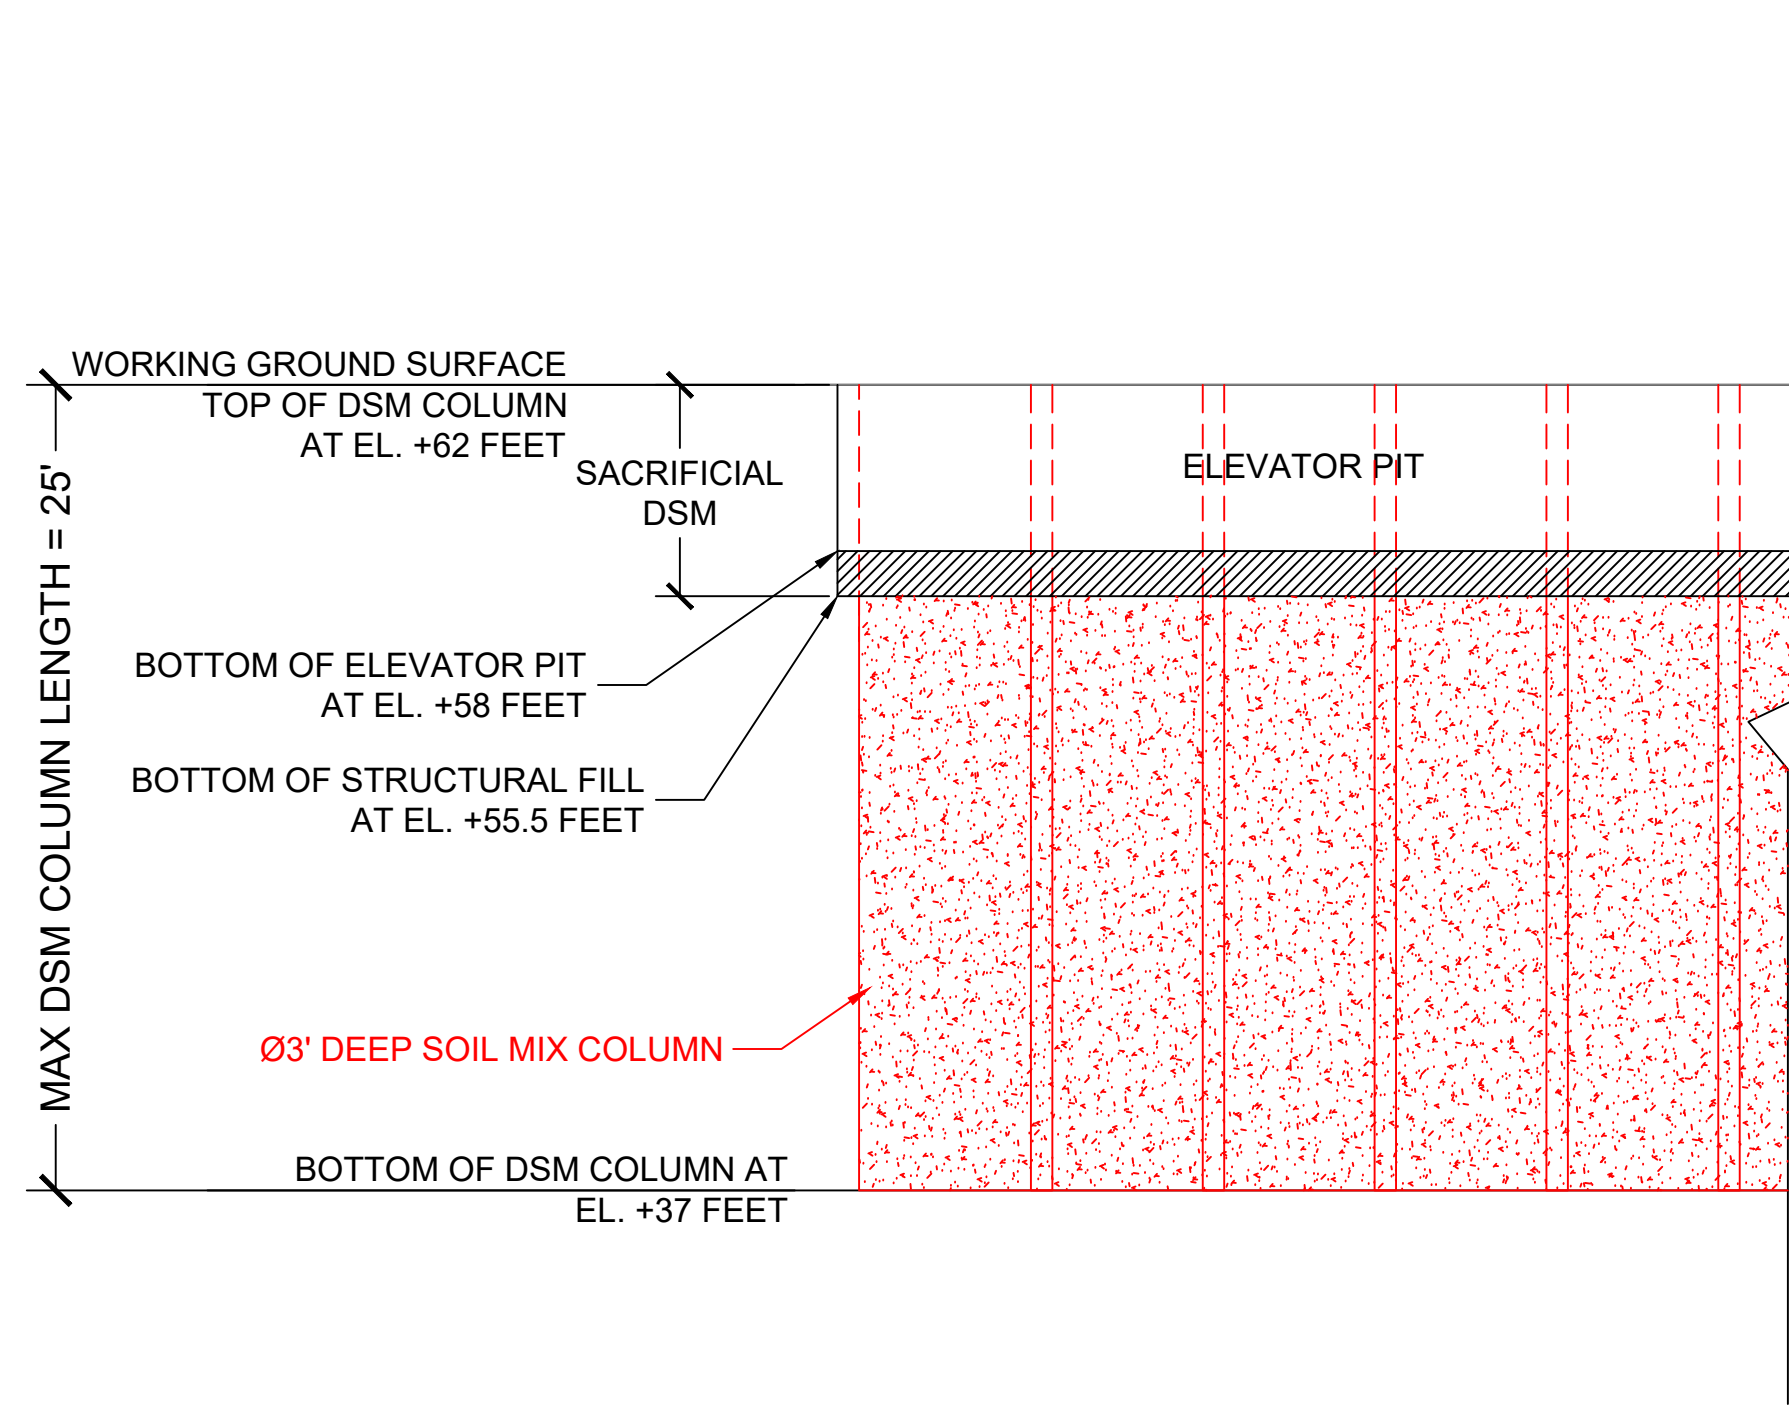 WORKING GROUND SURFACE
TOP OF DSM COLUMN
AT EL. +62 FEET
SACRIFICIAL
DSM
ELEVATOR PIT
BOTTOM OF ELEVATOR PIT
AT EL. +58 FEET
BOTTOM OF STRUCTURAL FILL
AT EL. +55.5 FEET
MAX DSM COLUMN LENGTH = 25'
Ø3' DEEP SOIL MIX COLUMN
BOTTOM OF DSM COLUMN AT
EL. +37 FEET